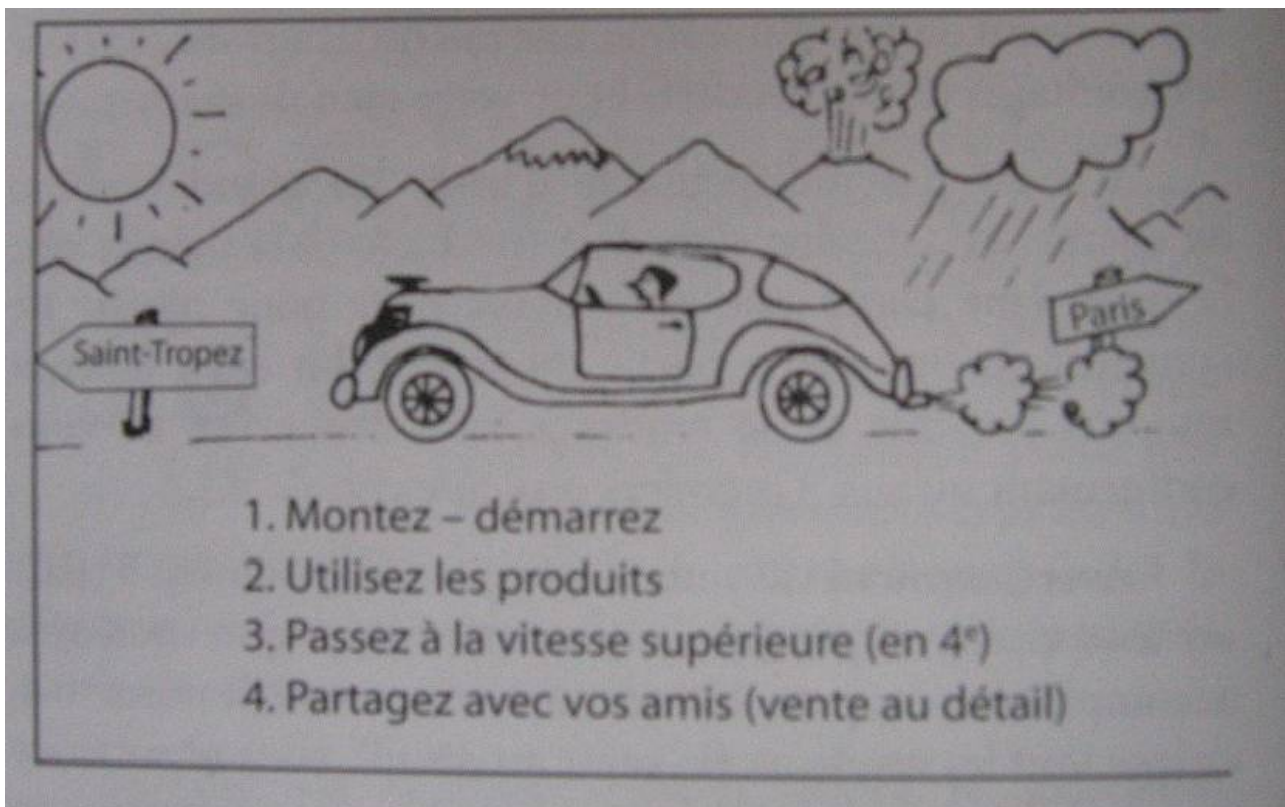 Saint-Tropez
Paris
1. Montez – démarrez
2. Utilisez les produits
3. Passez à la vitesse supérieure (en 4e)
4. Partagez avec vos amis (vente au détail)